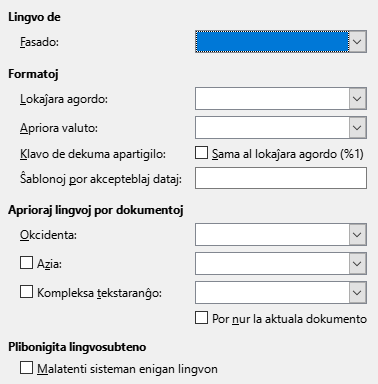 Lingvo de
Fasado:
Formatoj
Lokaĵara agordo:
Apriora valuto:
Klavo de dekuma apartigilo: Sama al lokaĵara agordo (%1)
Ŝablonoj por akcepteblaj dataj:
Aprioraj lingvoj por dokumentoj
Okcidenta:
Azia:
Kompleksa tekstaranĝo:
Por nur la aktuala dokumento
Plibonigita lingvosubteno
Malatenti sisteman enigan lingvon